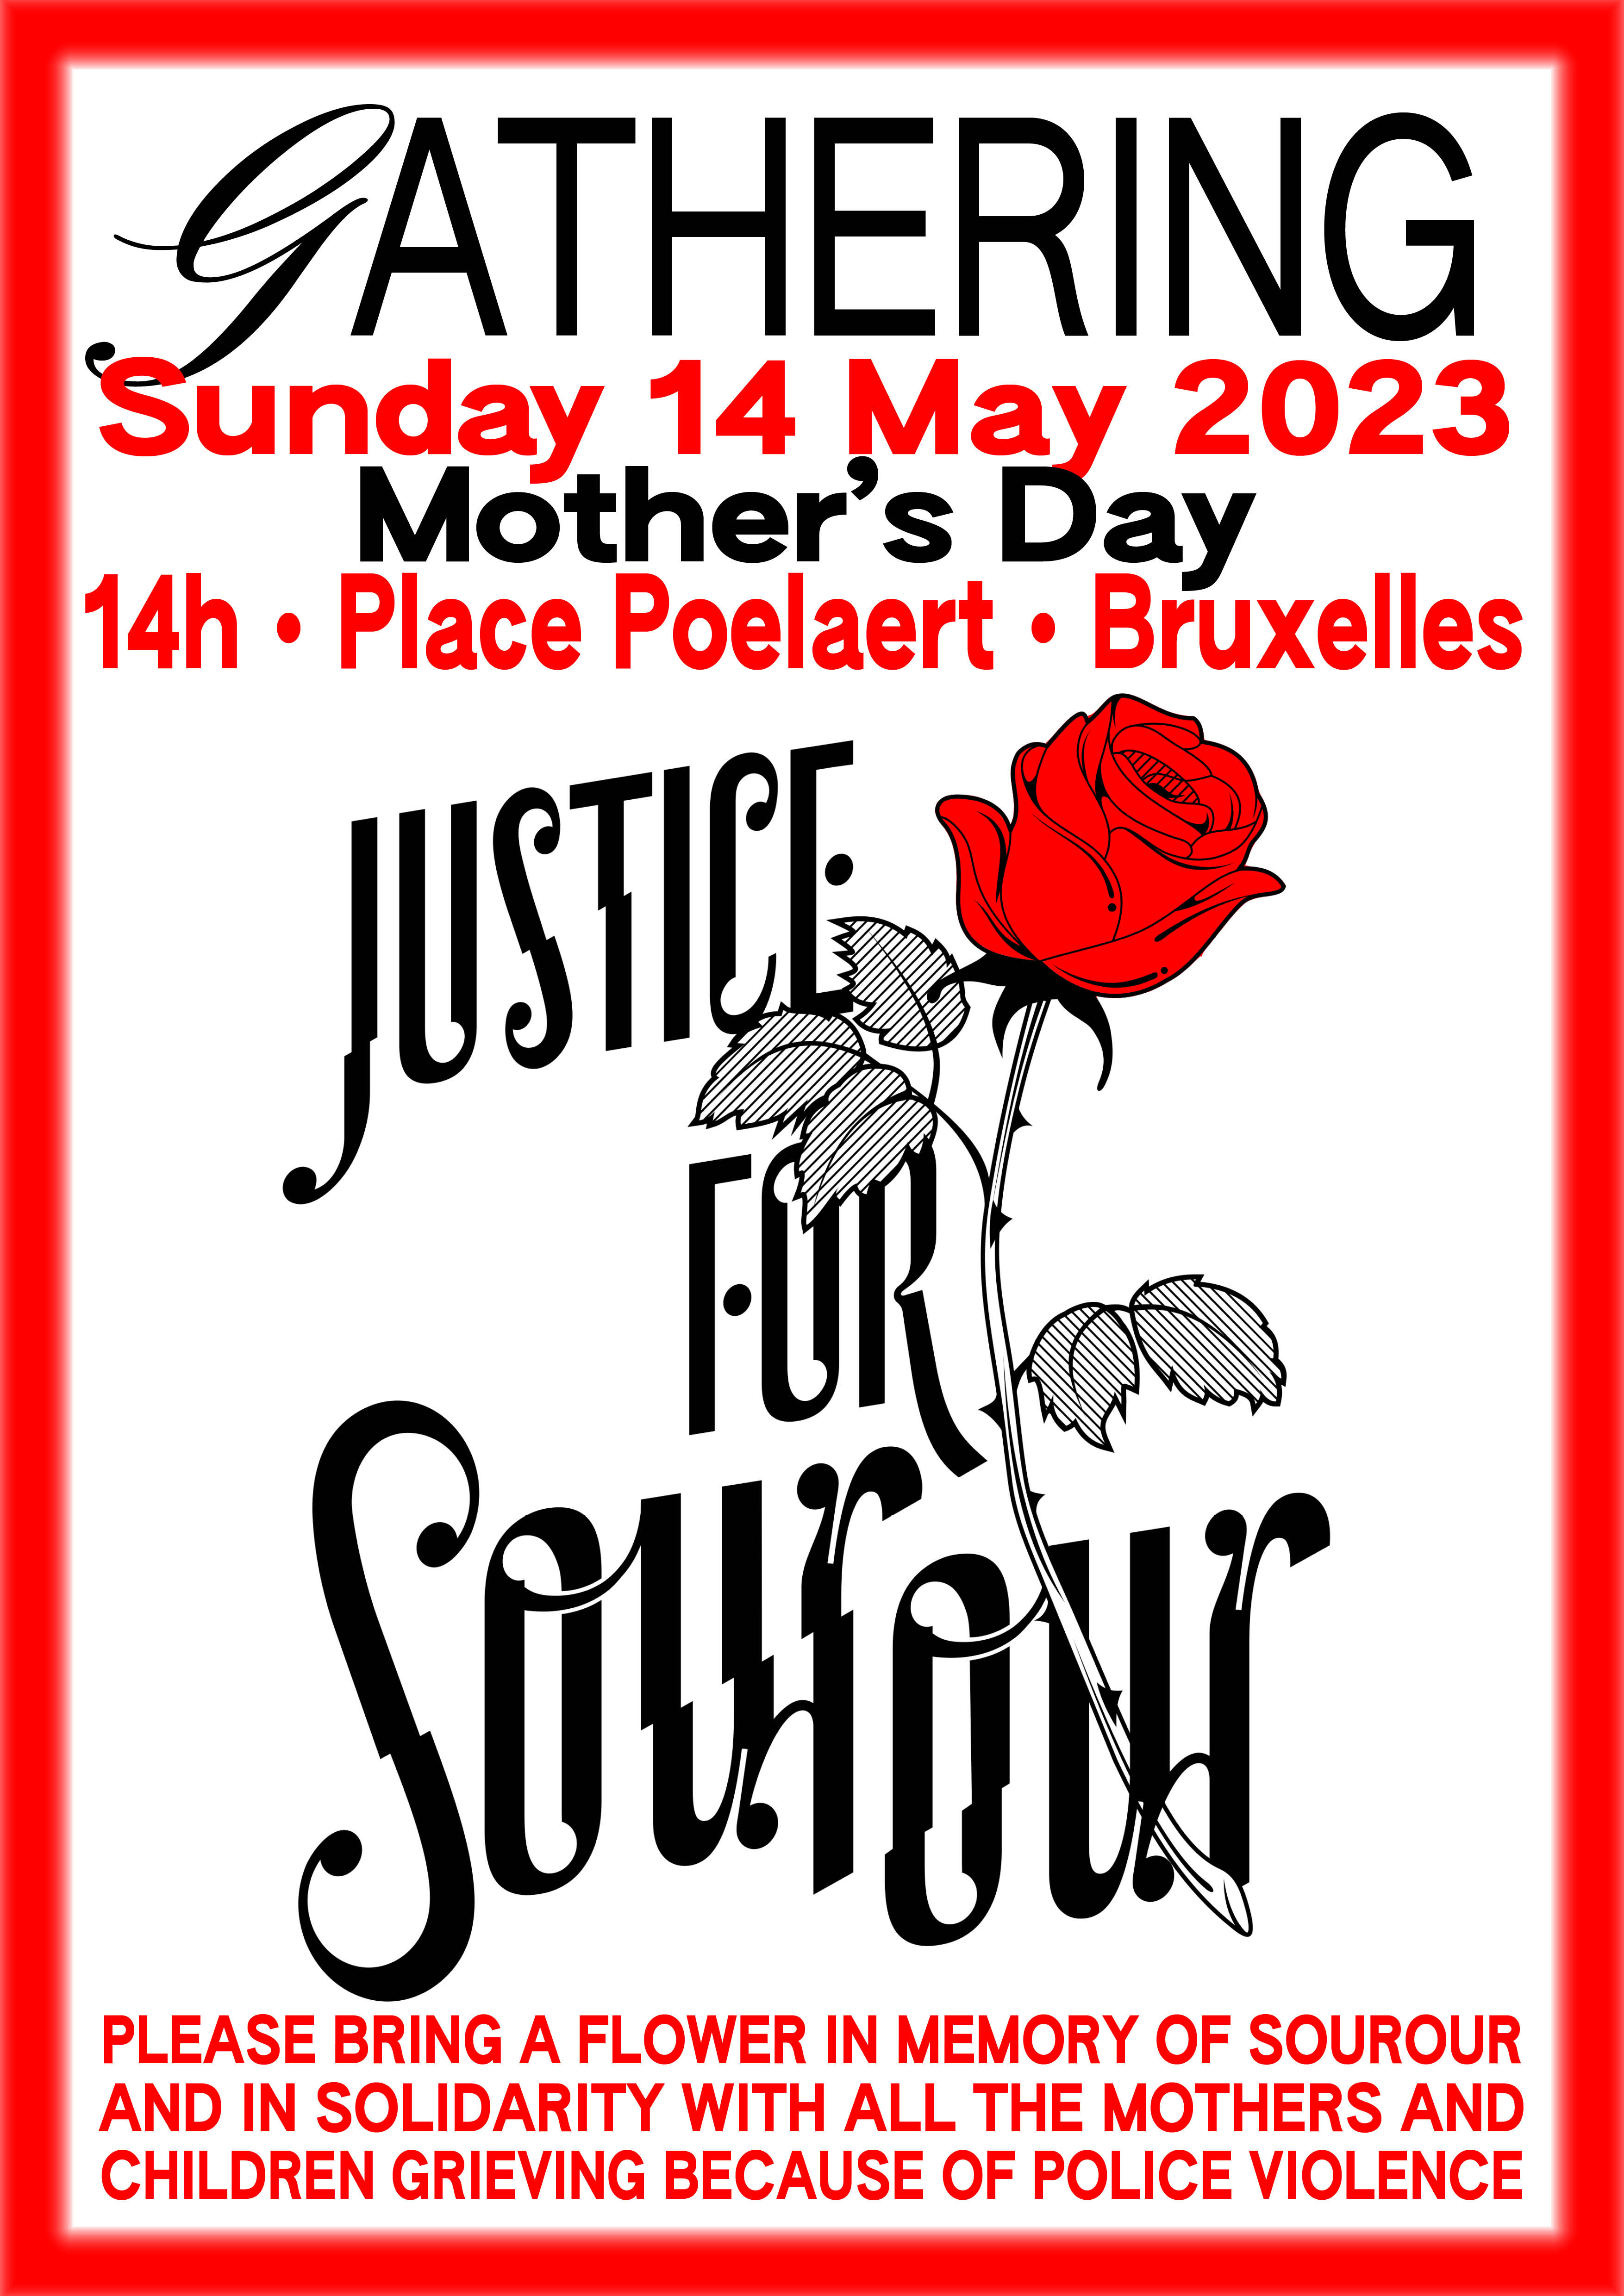 GATHERING
Sunday 14 May 2023
Mother's Day
14h • Place Poelaert • Bruxelles
JUSTICE
FOR
Sourour
PLEASE BRING A FLOWER IN MEMORY OF SOUROUR
AND IN SOLIDARITY WITH ALL THE MOTHERS AND
CHILDREN GRIEVING BECAUSE OF POLICE VIOLENCE